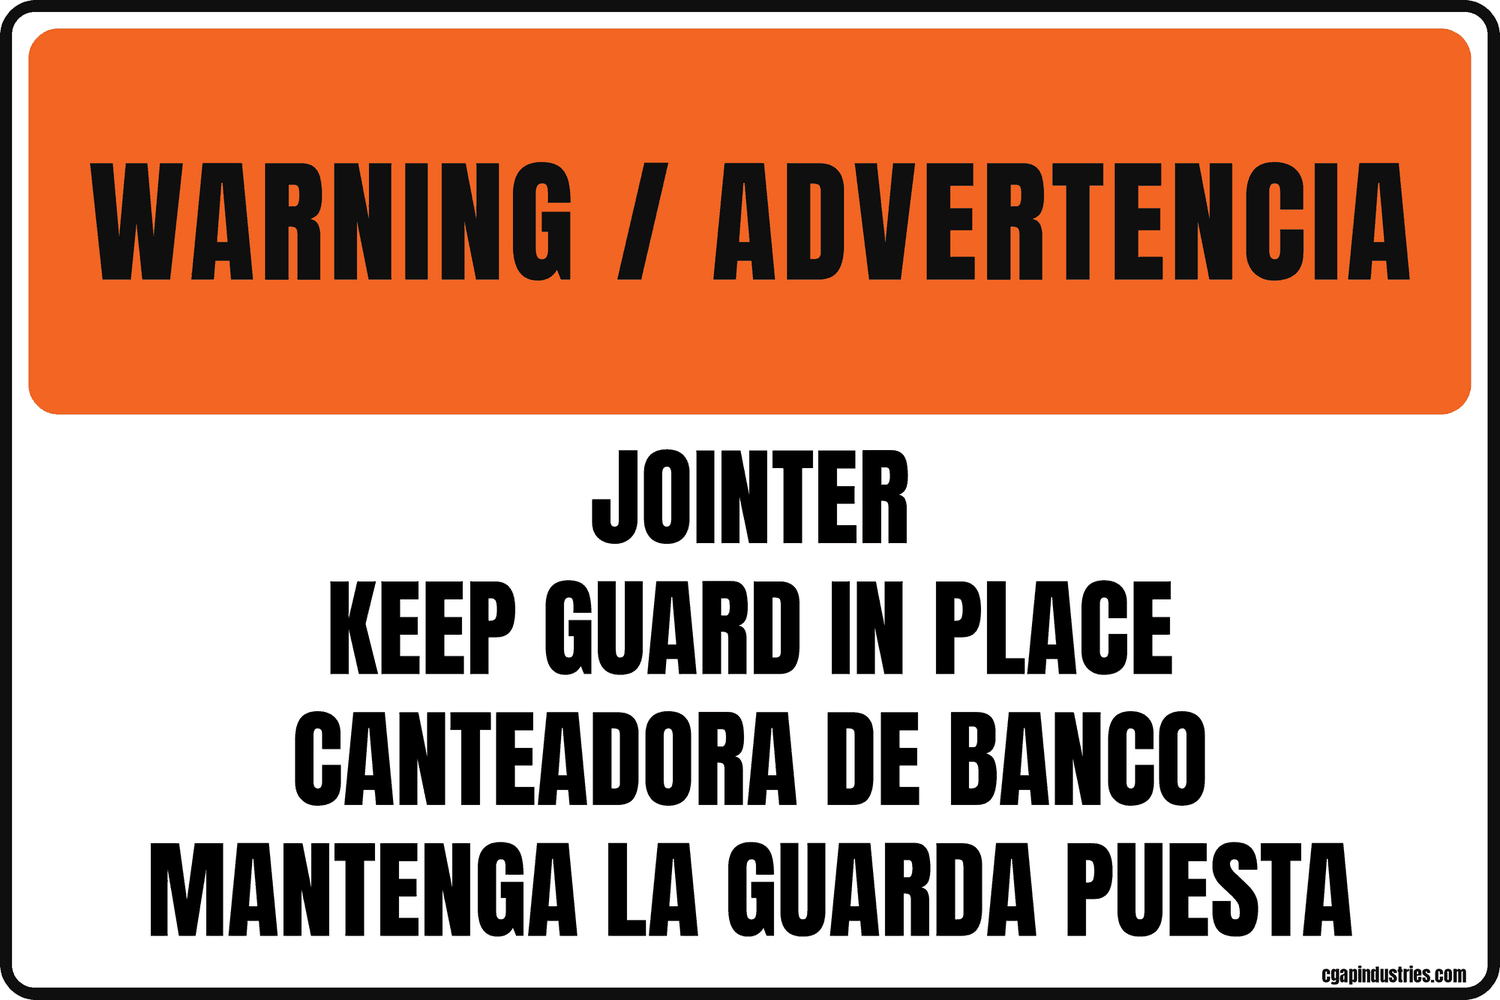 WARNING / ADVERTENCIA
JOINTER
KEEP GUARD IN PLACE
CANTEADORA DE BANCO
MANTENGA LA GUARDA PUESTA
cgapindustries.com